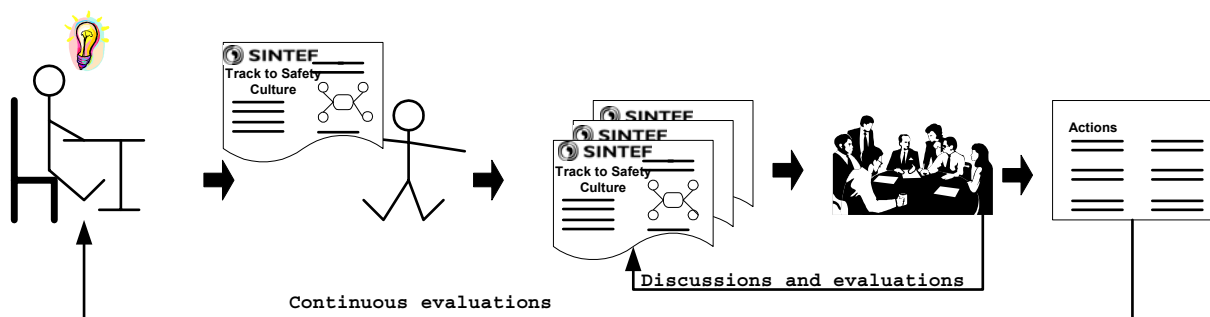 SINTEF
Track to Safety
Culture
SINTEF
SINTEF
SINTEF
Track to Safety
Culture
Actions
Discussions and evaluations
Continuous evaluations